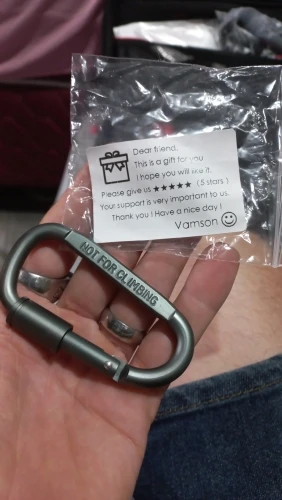 Dear friend,
This is a gift for you
I hope you will like it.
Please give us ★★★★★ (5 stars)
Your support is very important to us.
Thank you! Have a nice day!
Vamson ☺
NOT FOR CLIMBING